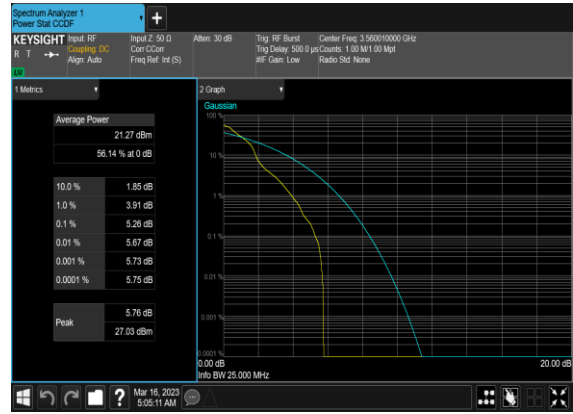 Spectrum Analyzer 1
Power Stat CCDF
+
KEYSIGHT
R T
LXI
Input: RF
Coupling: DC
Align: Auto
Input Z: 50 Ω
Corr CCorr
Freq Ref: Int (S)
Atten: 30 dB
Trig: RF Burst
Trig Delay: 500.0 µs
#IF Gain: Low
Center Freq: 3.560010000 GHz
Counts: 1.00 M/1.00 Mpt
Radio Std: None
1 Metrics
Average Power
21.27 dBm
56.14 % at 0 dB
10.0 % 1.85 dB
1.0 % 3.91 dB
0.1 % 5.26 dB
0.01 % 5.67 dB
0.001 % 5.73 dB
0.0001 % 5.75 dB
Peak
5.76 dB
27.03 dBm
2 Graph
Gaussian
100 %
10 %
1 %
0.1 %
0.01 %
0.001 %
0.0001 %
0.00 dB
20.00 dB
Info BW 25.000 MHz
?
Mar 16, 2023
5:05:11 AM